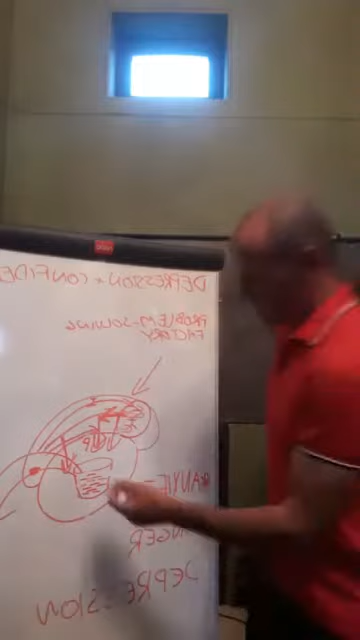 DEPRESSION + CONFIDE
PROBLEM-SOLVING
FACTORY
DEPRESSION